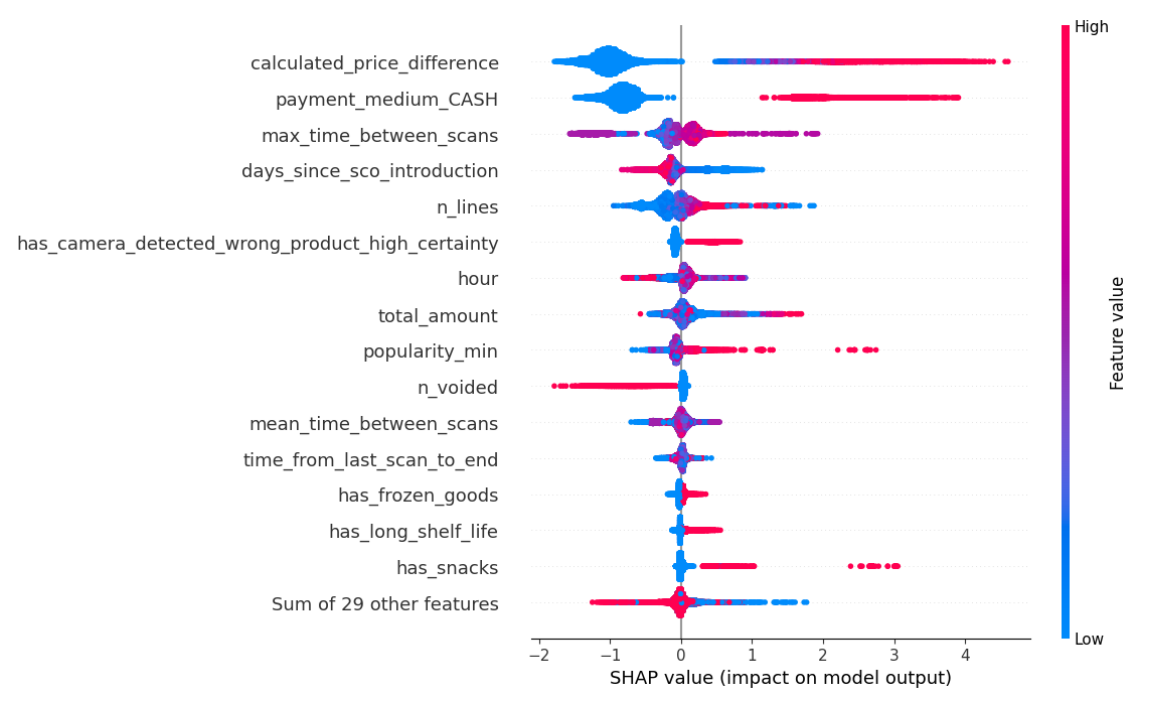 High
calculated_price_difference
payment_medium_CASH
max_time_between_scans
days_since_sco_introduction
n_lines
has_camera_detected_wrong_product_high_certainty
hour
total_amount
popularity_min
n_voided
mean_time_between_scans
time_from_last_scan_to_end
has_frozen_goods
has_long_shelf_life
has_snacks
Sum of 29 other features
Feature value
Low
−2 −1 0 1 2 3 4
SHAP value (impact on model output)